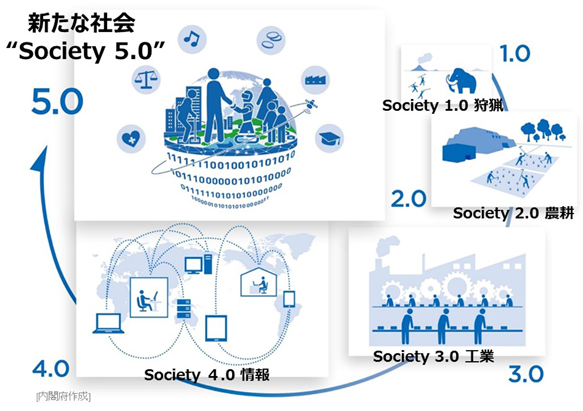 新たな社会
“Society 5.0”
5.0
1.0
Society 1.0 狩猟
2.0
Society 2.0 農耕
Society 3.0 工業
3.0
Society 4.0 情報
4.0
[内閣府作成]